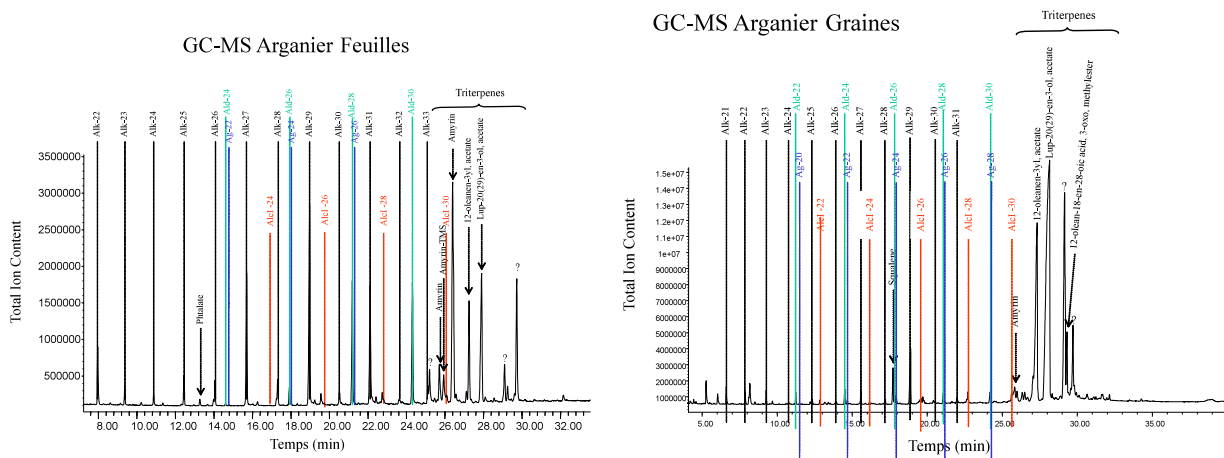 GC-MS Arganier Feuilles
Triterpenes
Alk-22
Alk-23
Alk-24
Alk-25
Alk-26
Ald-24
Ag-22
Alk-27
Alk-28
Ald-26
Ag-24
Alk-29
Alk-30
Ald-28
Ag-26
Alk-31
Alk-32
Ald-30
Alk-33
Amyrin
12-oleanen-3yl, acetate
Lup-20(29)-en-3-ol, acetate
Alcl-24
Alcl-26
Alcl-28
Alcl-30
Phtalate
Amyrin
Amyrin-TMS
?
?
?
Total Ion Content
3500000
3000000
2500000
2000000
1500000
1000000
500000
8.00 10.00 12.00 14.00 16.00 18.00 20.00 22.00 24.00 26.00 28.00 30.00 32.00
Temps (min)
GC-MS Arganier Graines
Triterpenes
Alk-21
Alk-22
Alk-23
Alk-24
Ald-22
Ag-20
Alk-25
Alcl-22
Alk-26
Ald-24
Ag-22
Alk-27
Alcl-24
Alk-28
Ald-26
Ag-24
Squalene
Alk-29
Alcl-26
Alk-30
Ald-28
Ag-26
Alk-31
Alcl-28
Ald-30
Ag-28
Alcl-30
Amyrin
12-oleanen-3yl, acetate
Lup-20(29)-en-3-ol, acetate
?
12-olean-18-en-28-oic acid, 3-oxo, methylester
?
Total Ion Content
1.5e+07
1.4e+07
1.3e+07
1.2e+07
1.1e+07
1e+07
9000000
8000000
7000000
6000000
5000000
4000000
3000000
2000000
1000000
5.00 10.00 15.00 20.00 25.00 30.00 35.00
Temps (min)